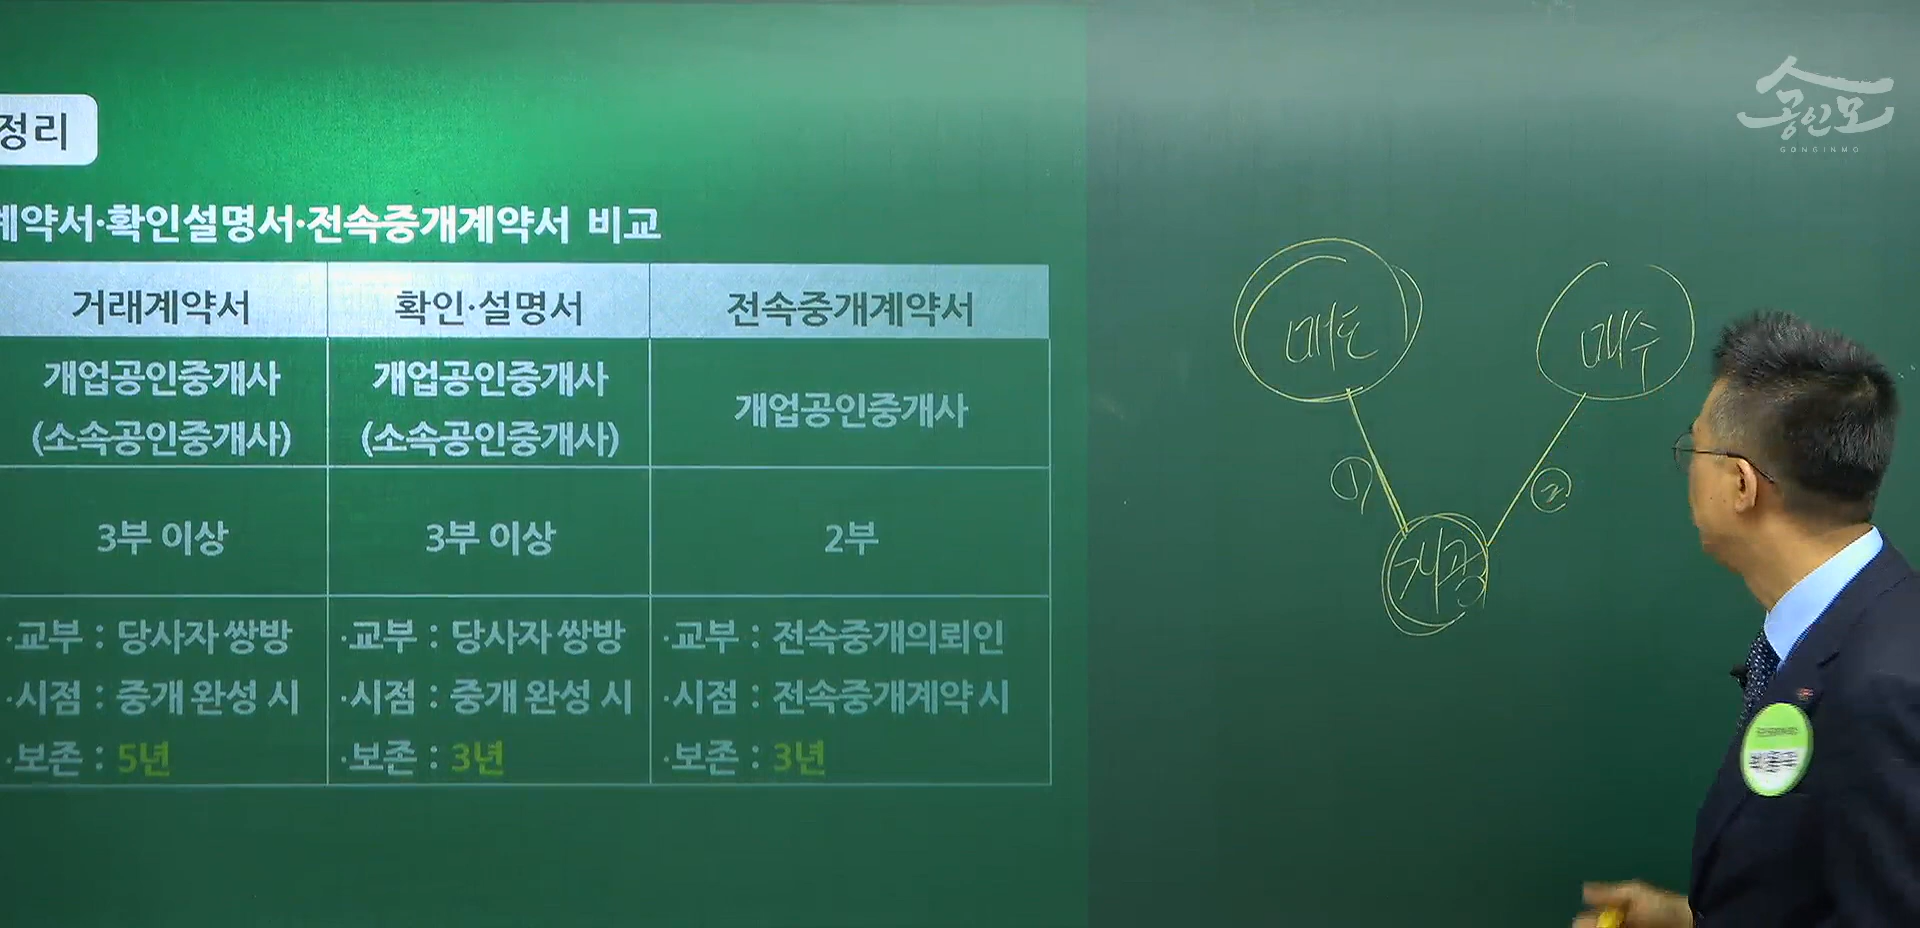 정리
계약서·확인설명서·전속중개계약서 비교
거래계약서
확인·설명서
전속중개계약서
개업공인중개사
(소속공인중개사)
개업공인중개사
(소속공인중개사)
개업공인중개사
3부 이상
3부 이상
2부
·교부 : 당사자 쌍방
·시점 : 중개 완성 시
·보존 : 5년
·교부 : 당사자 쌍방
·시점 : 중개 완성 시
·보존 : 3년
·교부 : 전속중개의뢰인
·시점 : 전속중개계약 시
·보존 : 3년
매도
매수
①
②
개공
공인모
GONGINMO